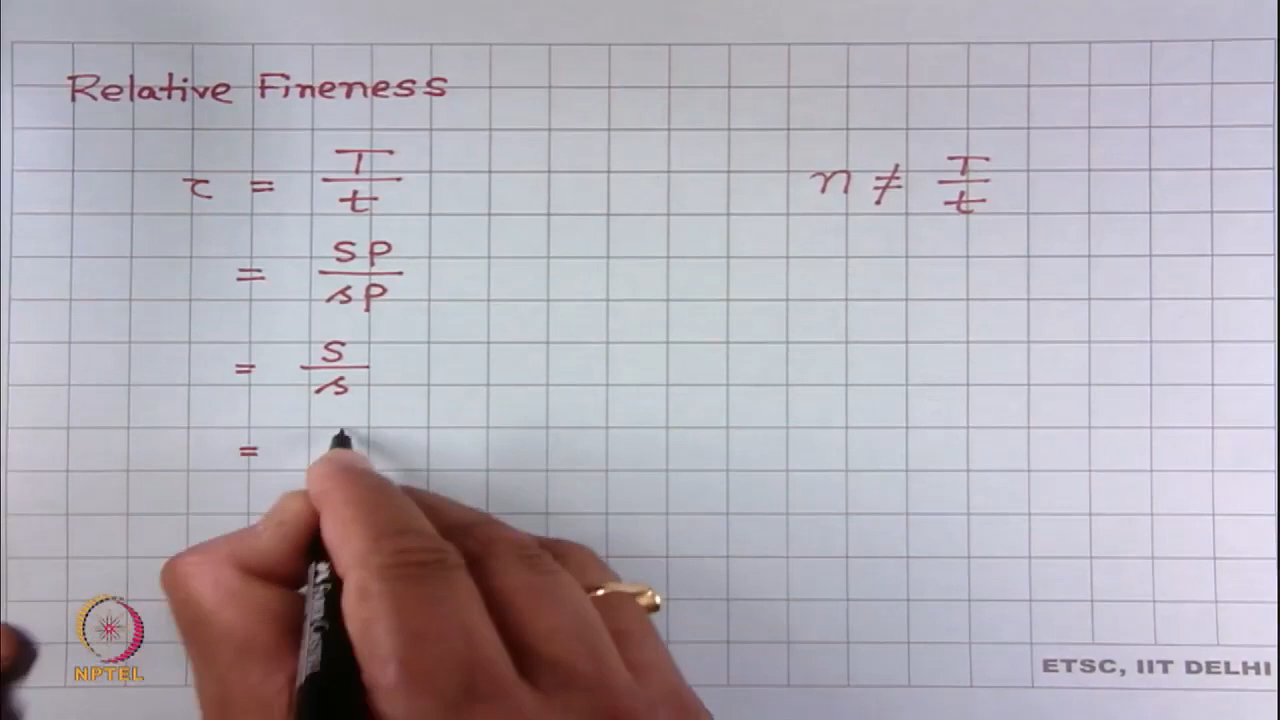 Relative Fineness
τ = T/t
n ≠ T/t
= SP/sP
= S/s
=
NPTEL
ETSC, IIT DELHI